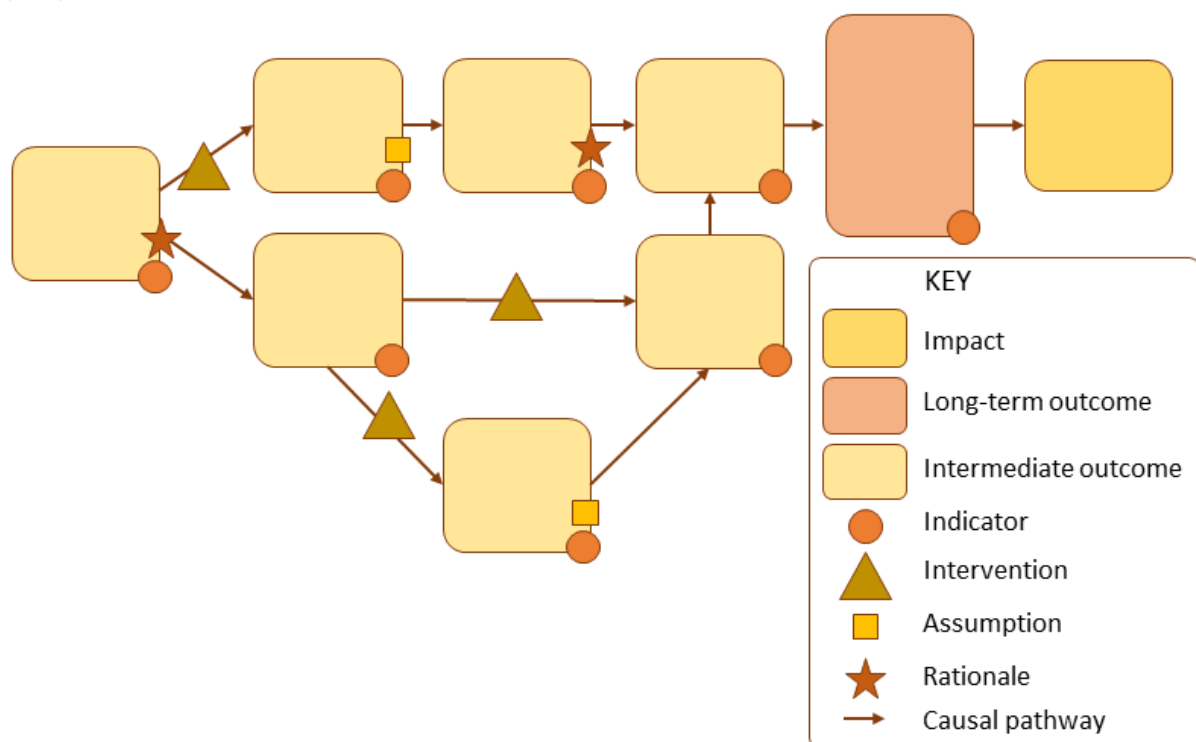 KEY
Impact
Long-term outcome
Intermediate outcome
Indicator
Intervention
Assumption
Rationale
Causal pathway